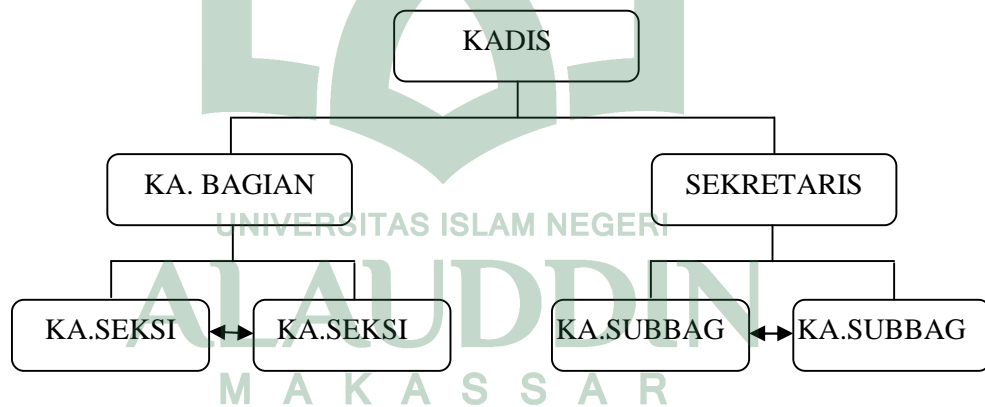 KADIS
KA. BAGIAN
SEKRETARIS
UNIVERSITAS ISLAM NEGERI
ALAUDDIN
KA.SEKSI
KA.SEKSI
KA.SUBBAG
KA.SUBBAG
MAKASSAR